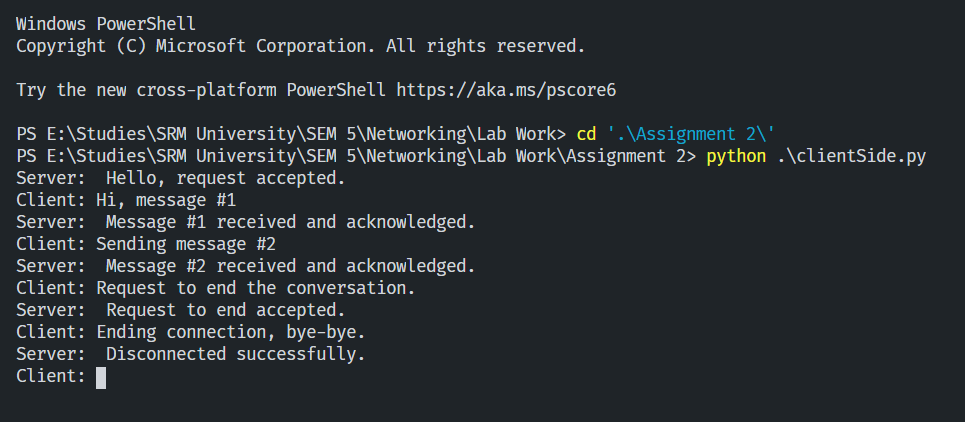 Windows PowerShell
Copyright (C) Microsoft Corporation. All rights reserved.
Try the new cross-platform PowerShell https://aka.ms/pscore6
PS E:\Studies\SRM University\SEM 5\Networking\Lab Work> cd '.\Assignment 2\'
PS E:\Studies\SRM University\SEM 5\Networking\Lab Work\Assignment 2> python .\clientSide.py
Server:  Hello, request accepted.
Client: Hi, message #1
Server:  Message #1 received and acknowledged.
Client: Sending message #2
Server:  Message #2 received and acknowledged.
Client: Request to end the conversation.
Server:  Request to end accepted.
Client: Ending connection, bye-bye.
Server:  Disconnected successfully.
Client: